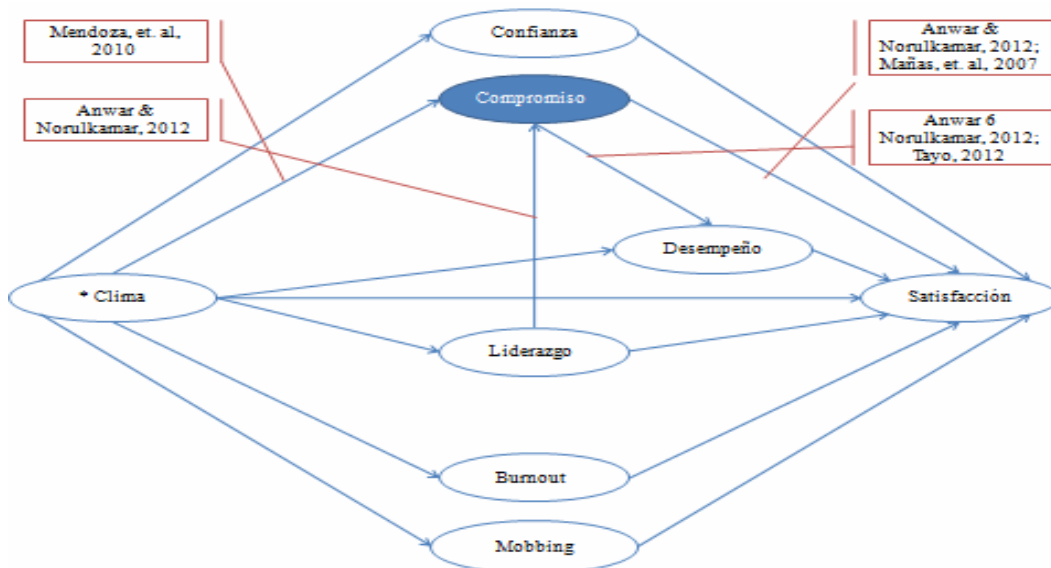 Mendoza, et. al,
2010
Confianza
Anwar &
Norulkamar, 2012;
Mañas, et. al, 2007
Anwar &
Norulkamar, 2012
Compromiso
Anwar 6
Norulkamar, 2012;
Tayo, 2012
Desempeño
* Clima
Satisfacción
Liderazgo
Burnout
Mobbing